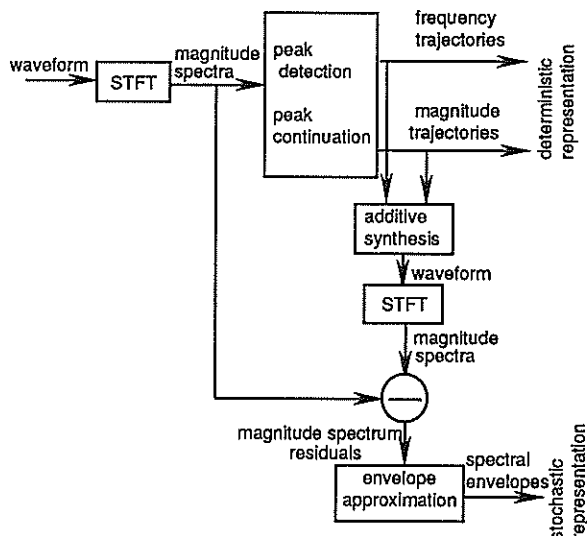 frequency
trajectories
waveform
STFT
magnitude
spectra
peak
detection
peak
continuation
magnitude
trajectories
deterministic
representation
additive
synthesis
waveform
STFT
magnitude
spectra
magnitude spectrum
residuals
envelope
approximation
spectral
envelopes
stochastic
representation